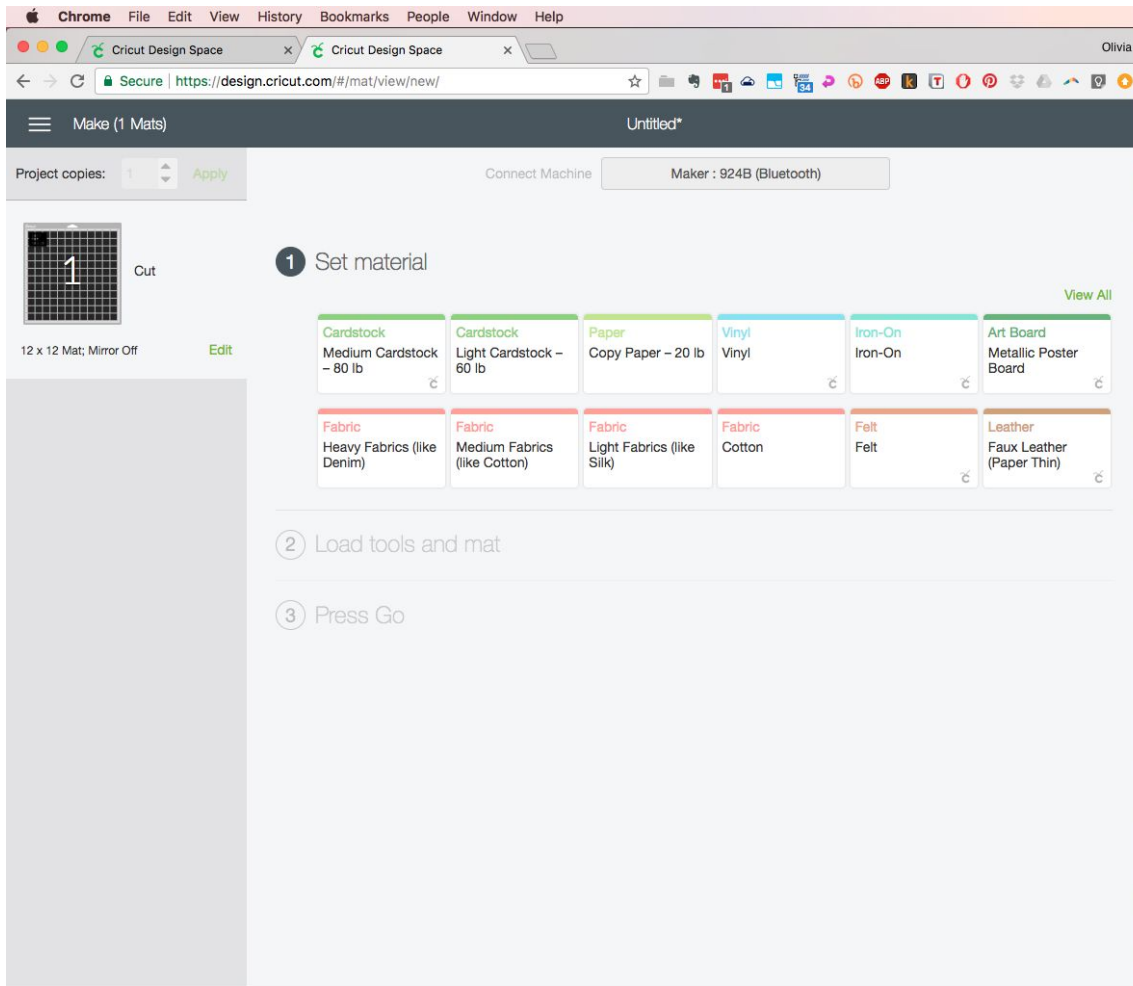 Chrome File Edit View History Bookmarks People Window Help
Cricut Design Space × Cricut Design Space × Olivia
Secure | https://design.cricut.com/#/mat/view/new/
1 34 ABP k T
Make (1 Mats) Untitled*
Project copies: 1 Apply Connect Machine Maker : 924B (Bluetooth)
1 Cut
12 x 12 Mat; Mirror Off Edit
1 Set material
View All
Cardstock Cardstock Paper Vinyl Iron-On Art Board
Medium Cardstock Light Cardstock – Copy Paper – 20 lb Vinyl Iron-On Metallic Poster
– 80 lb 60 lb Board
Fabric Fabric Fabric Fabric Felt Leather
Heavy Fabrics (like Medium Fabrics Light Fabrics (like Cotton Felt Faux Leather
Denim) (like Cotton) Silk) (Paper Thin)
2 Load tools and mat
3 Press Go